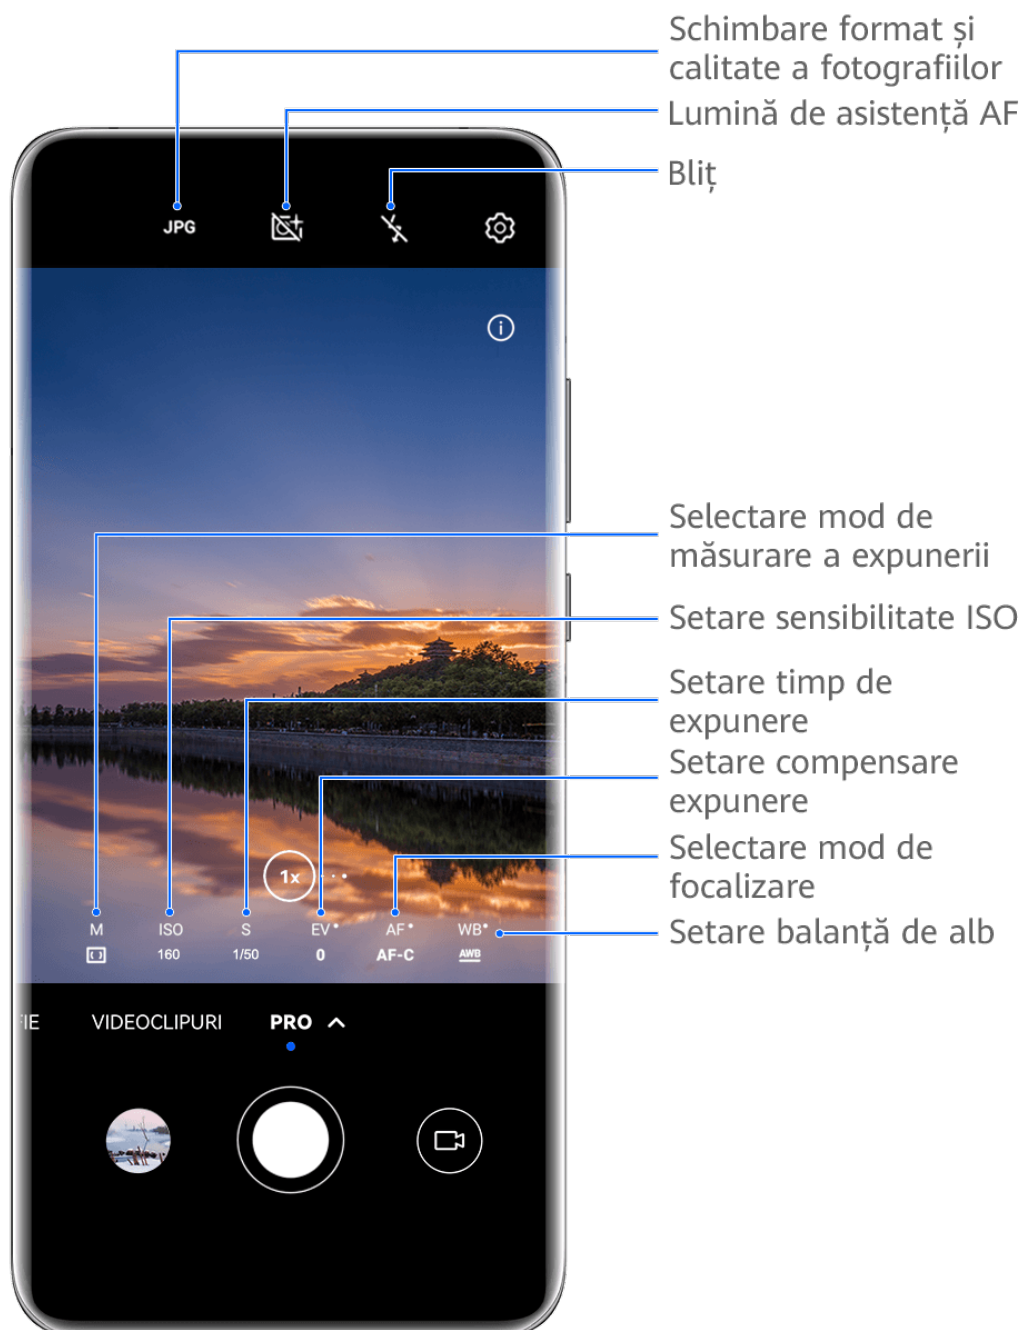 Schimbare format și
calitate a fotografiilor
Lumină de asistență AF
Bliț
JPG
Selectare mod de
măsurare a expunerii
Setare sensibilitate ISO
Setare timp de
expunere
Setare compensare
expunere
Selectare mod de
focalizare
Setare balanță de alb
1x
M ISO S EV AF WB
160 1/50 0 AF-C AWB
IE VIDEOCLIPURI PRO